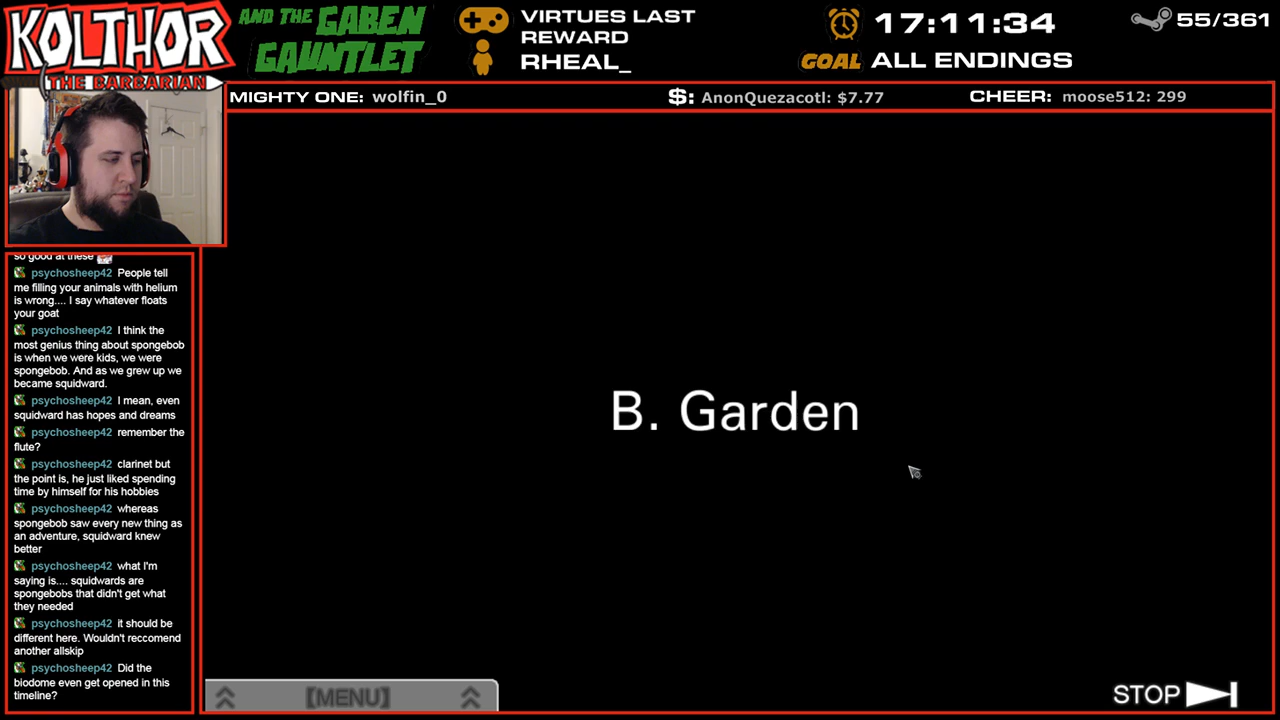 KOLTHOR
THE BARBARIAN
AND THE GABEN
GAUNTLET
VIRTUES LAST
REWARD
RHEAL_
17:11:34
GOAL ALL ENDINGS
55/361
MIGHTY ONE: wolfin_0
$: AnonQuezacotl: $7.77
CHEER: moose512: 299
so good at these
psychosheep42 People tell
me filling your animals with helium
is wrong.... I say whatever floats
your goat
psychosheep42 I think the
most genius thing about spongebob
is when we were kids, we were
spongebob. And as we grew up we
became squidward.
psychosheep42 I mean, even
squidward has hopes and dreams
psychosheep42 remember the
flute?
psychosheep42 clarinet but
the point is, he just liked spending
time by himself for his hobbies
psychosheep42 whereas
spongebob saw every new thing as
an adventure, squidward knew
better
psychosheep42 what I'm
saying is.... squidwards are
spongebobs that didn't get what
they needed
psychosheep42 it should be
different here. Wouldn't reccomend
another allskip
psychosheep42 Did the
biodome even get opened in this
timeline?
B. Garden
【MENU】
STOP